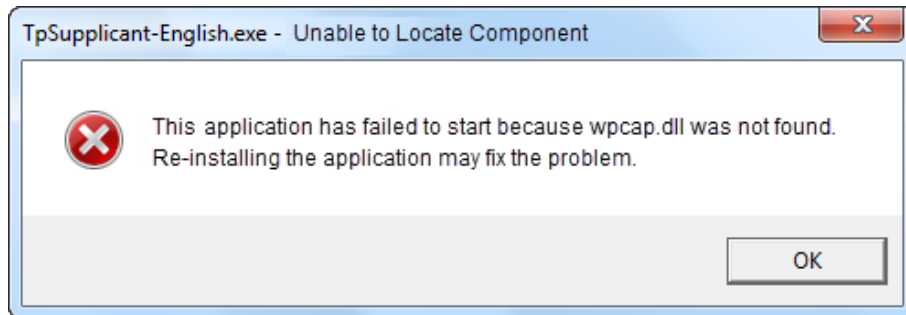 TpSupplicant-English.exe - Unable to Locate Component
This application has failed to start because wpcap.dll was not found.
Re-installing the application may fix the problem.
OK